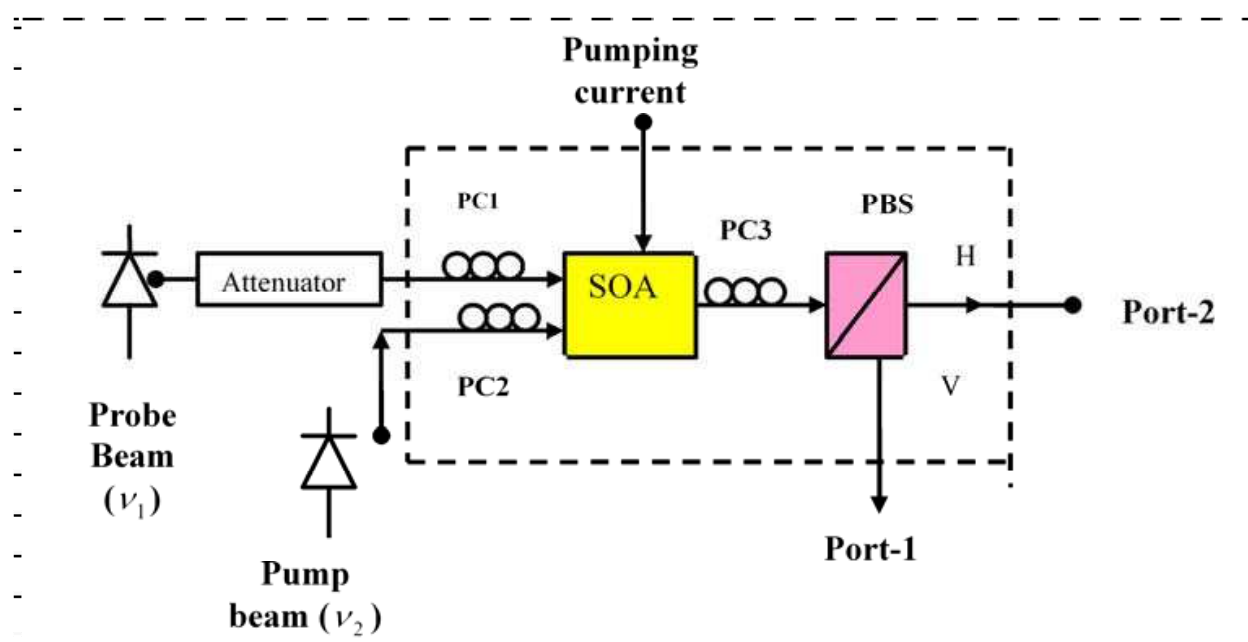 Pumping
current
PC1
PBS
PC3
H
Attenuator
SOA
Port-2
PC2
V
Probe
Beam
(ν₁)
Port-1
Pump
beam (ν₂)